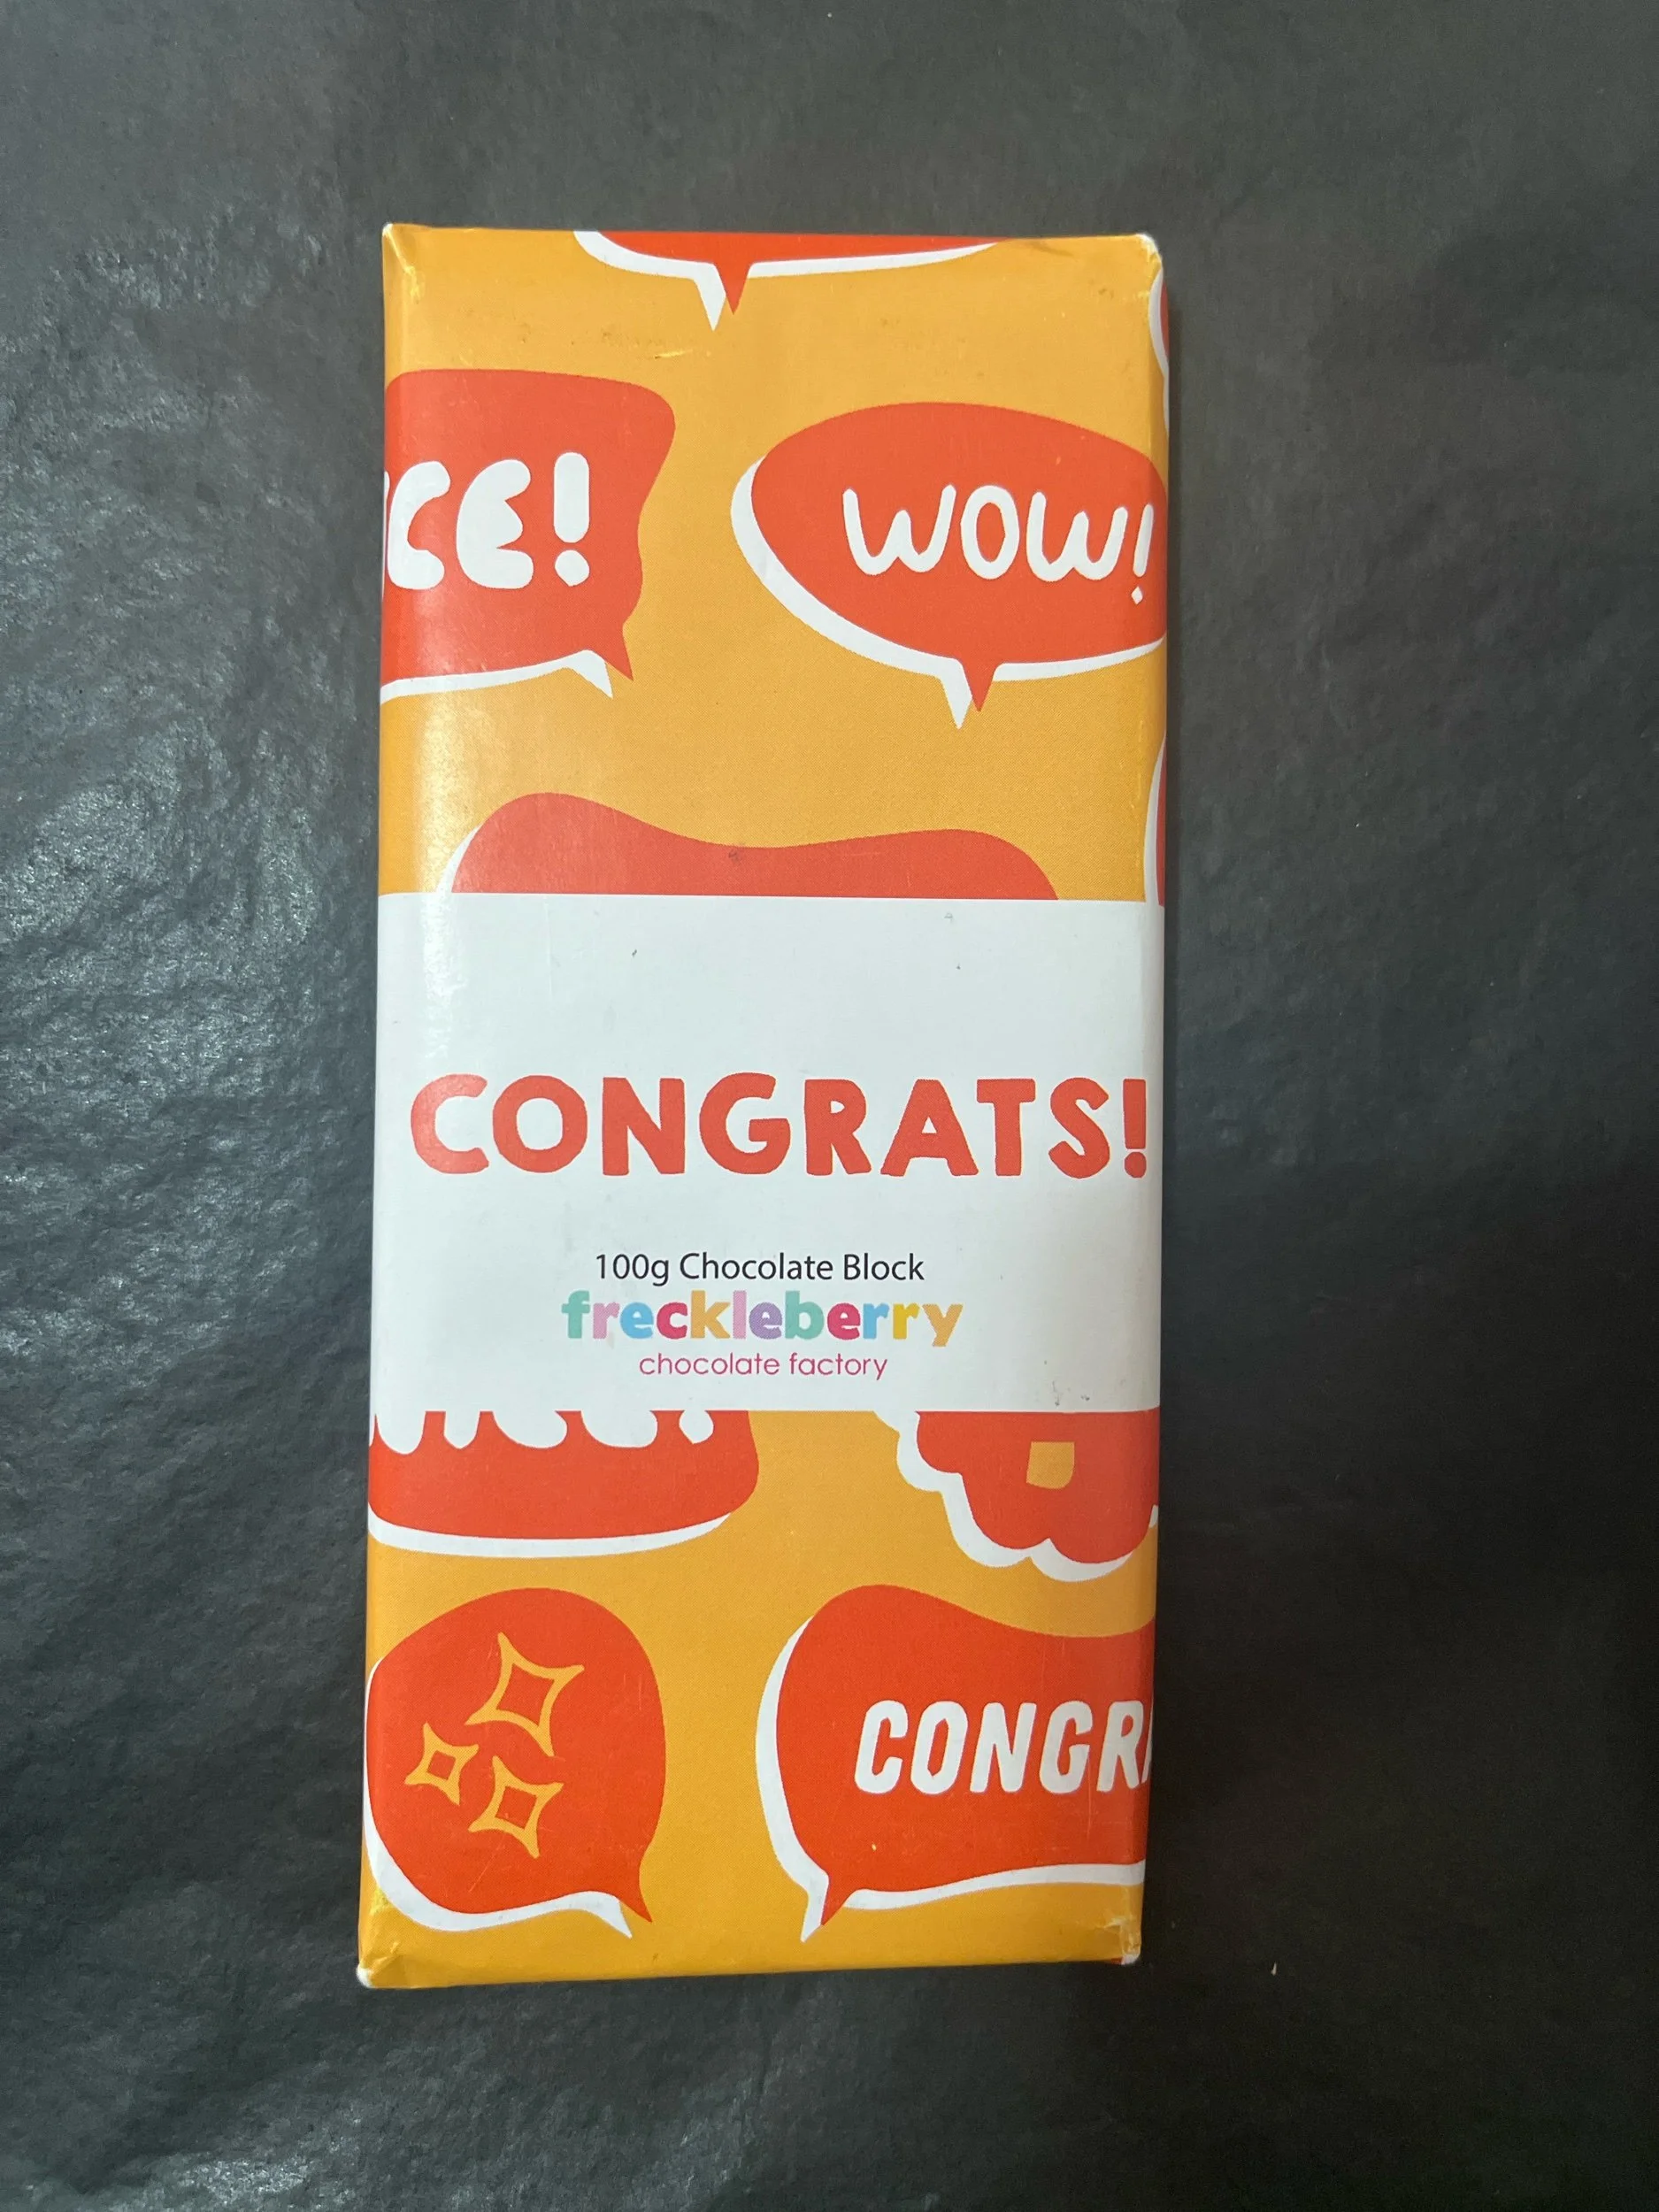 CE!
WOW!
CONGRATS!
100g Chocolate Block
freckleberry
chocolate factory
CONGR